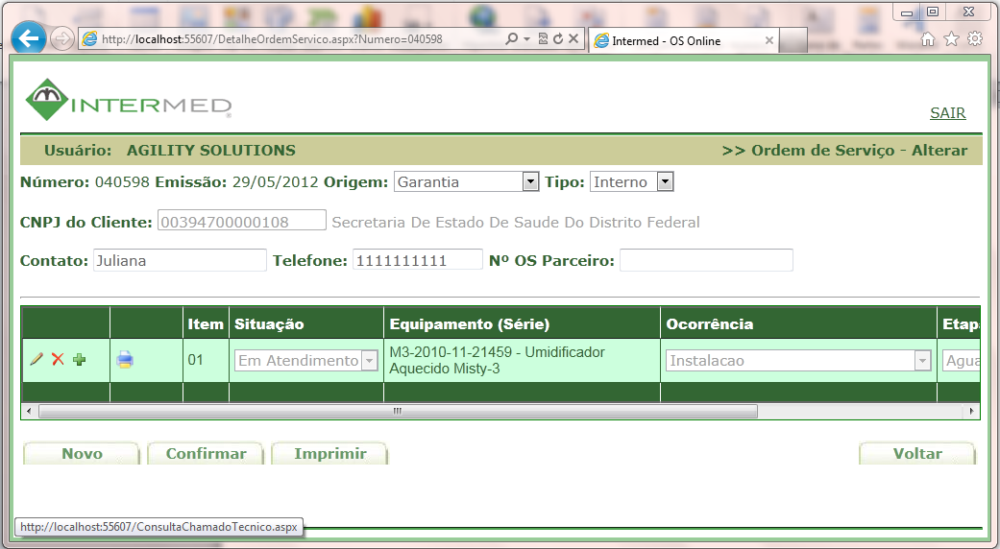 http://localhost:55607/DetalheOrdemServico.aspx?Numero=040598
Intermed - OS Online
INTERMED®
SAIR
Usuário: AGILITY SOLUTIONS >> Ordem de Serviço - Alterar
Número: 040598 Emissão: 29/05/2012 Origem: Garantia Tipo: Interno
CNPJ do Cliente: 00394700000108 Secretaria De Estado De Saude Do Distrito Federal
Contato: Juliana Telefone: 1111111111 Nº OS Parceiro:
Item Situação Equipamento (Série) Ocorrência Etapa
01 Em Atendimento M3-2010-11-21459 - Umidificador Instalacao Agua
Aquecido Misty-3
Novo Confirmar Imprimir Voltar
http://localhost:55607/ConsultaChamadoTecnico.aspx